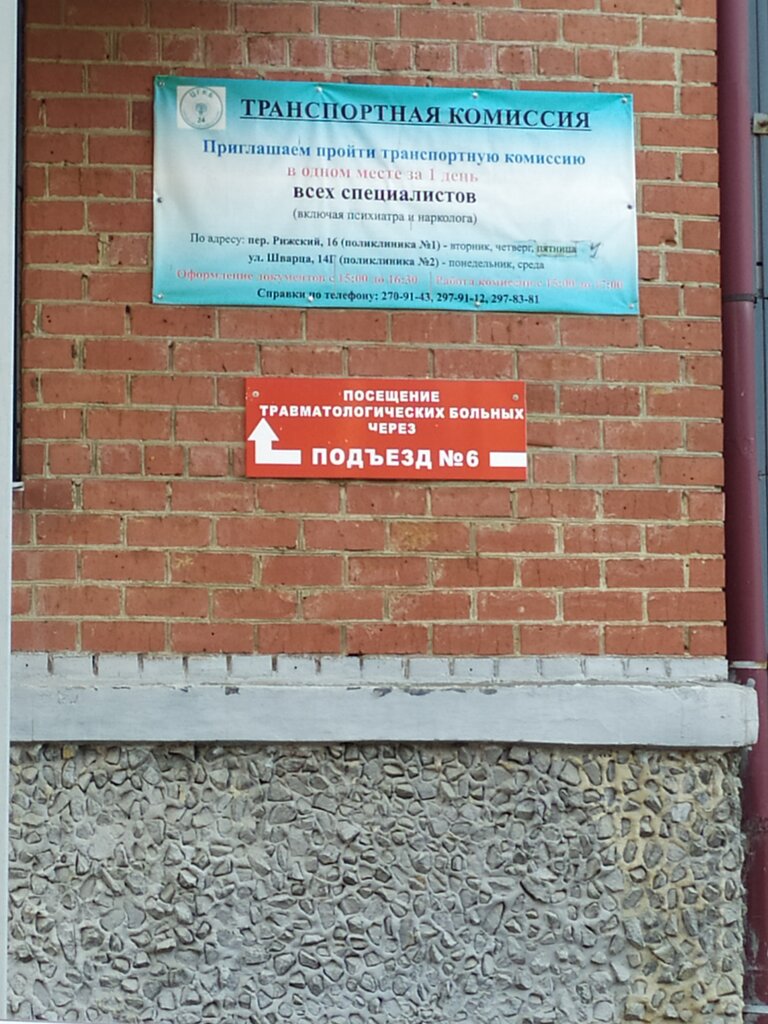 ЦГКБ
24
ТРАНСПОРТНАЯ КОМИССИЯ
Приглашаем пройти транспортную комиссию
в одном месте за 1 день
всех специалистов
(включая психиатра и нарколога)
По адресу: пер. Рижский, 16 (поликлиника №1) - вторник, четверг, пятница
ул. Шварца, 14Г (поликлиника №2) - понедельник, среда
Оформление документов с 15:00 до 16:30 Работа комиссии с 15:00 до 17:00
Справки по телефону: 270-91-43, 297-91-12, 297-83-81
ПОСЕЩЕНИЕ
ТРАВМАТОЛОГИЧЕСКИХ БОЛЬНЫХ
ЧЕРЕЗ
ПОДЪЕЗД №6